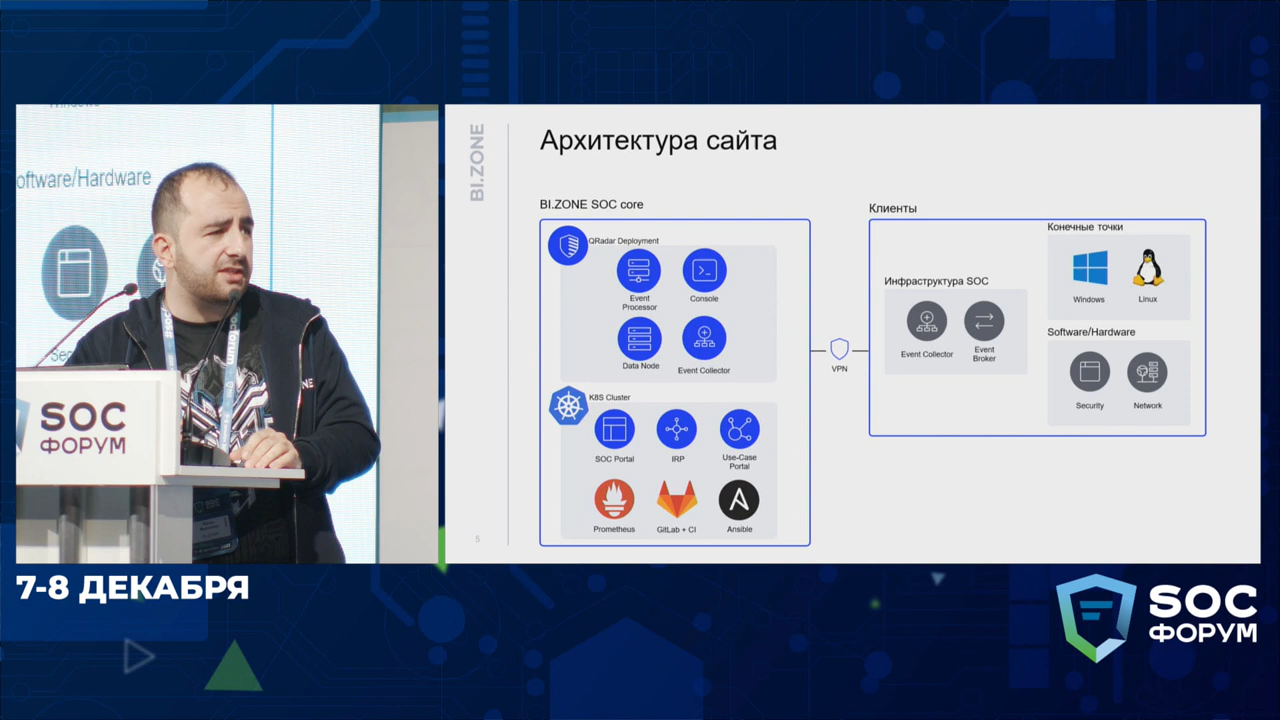 Windows
oftware/Hardware
Sec
SOC
ФОРУМ
BI.ZONE
Архитектура сайта
BI.ZONE SOC core
QRadar Deployment
Event
Processor
Console
Data Node
Event Collector
K8S Cluster
SOC Portal
IRP
Use-Case
Portal
Prometheus
GitLab + CI
Ansible
5
VPN
Клиенты
Инфраструктура SOC
Event Collector
Event
Broker
Конечные точки
Windows
Linux
Software/Hardware
Security
Network
7-8 ДЕКАБРЯ
SOC
ФОРУМ